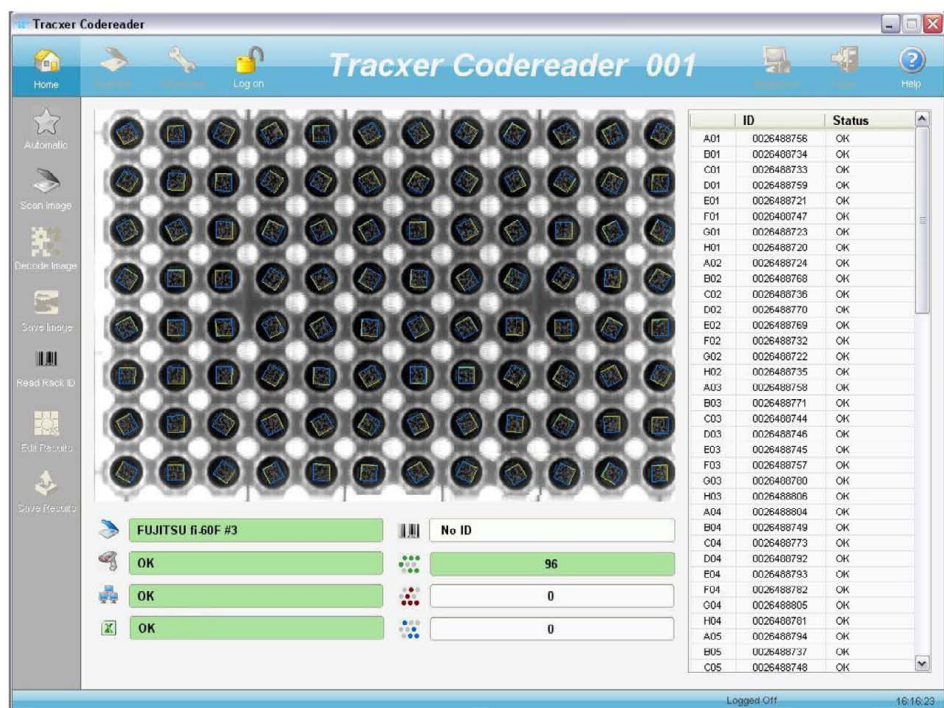 Tracxer Codereader
Home
Log on
Tracxer Codereader 001
Help
Automatic
Scan Image
Decode Image
Save Image
Read Rack ID
Edit Results
Save Results
ID Status
A01 0026488756 OK
B01 0026488734 OK
C01 0026488733 OK
D01 0026488759 OK
E01 0026488721 OK
F01 0026488747 OK
G01 0026488723 OK
H01 0026488720 OK
A02 0026488724 OK
B02 0026488768 OK
C02 0026488736 OK
D02 0026488770 OK
E02 0026488769 OK
F02 0026488732 OK
G02 0026488722 OK
H02 0026488735 OK
A03 0026488758 OK
B03 0026488771 OK
C03 0026488744 OK
D03 0026488746 OK
E03 0026488745 OK
F03 0026488757 OK
G03 0026488780 OK
H03 0026488806 OK
A04 0026488804 OK
B04 0026488749 OK
C04 0026488773 OK
D04 0026488792 OK
E04 0026488793 OK
F04 0026488782 OK
G04 0026488805 OK
H04 0026488781 OK
A05 0026488794 OK
B05 0026488737 OK
C05 0026488748 OK
FUJITSU fi-60F #3
No ID
OK
96
OK
0
OK
0
Logged Off
16:16:23